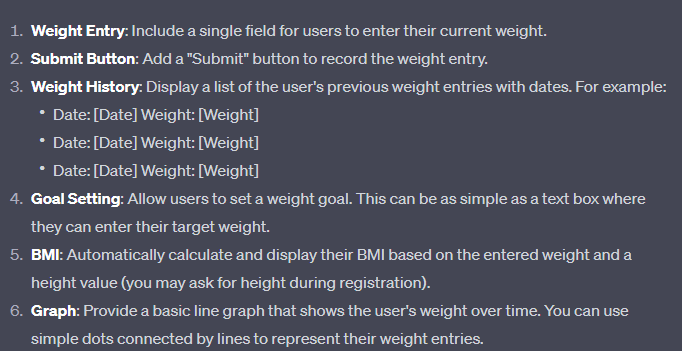 1. Weight Entry: Include a single field for users to enter their current weight.
2. Submit Button: Add a "Submit" button to record the weight entry.
3. Weight History: Display a list of the user's previous weight entries with dates. For example:
• Date: [Date] Weight: [Weight]
• Date: [Date] Weight: [Weight]
• Date: [Date] Weight: [Weight]
4. Goal Setting: Allow users to set a weight goal. This can be as simple as a text box where
they can enter their target weight.
5. BMI: Automatically calculate and display their BMI based on the entered weight and a
height value (you may ask for height during registration).
6. Graph: Provide a basic line graph that shows the user's weight over time. You can use
simple dots connected by lines to represent their weight entries.